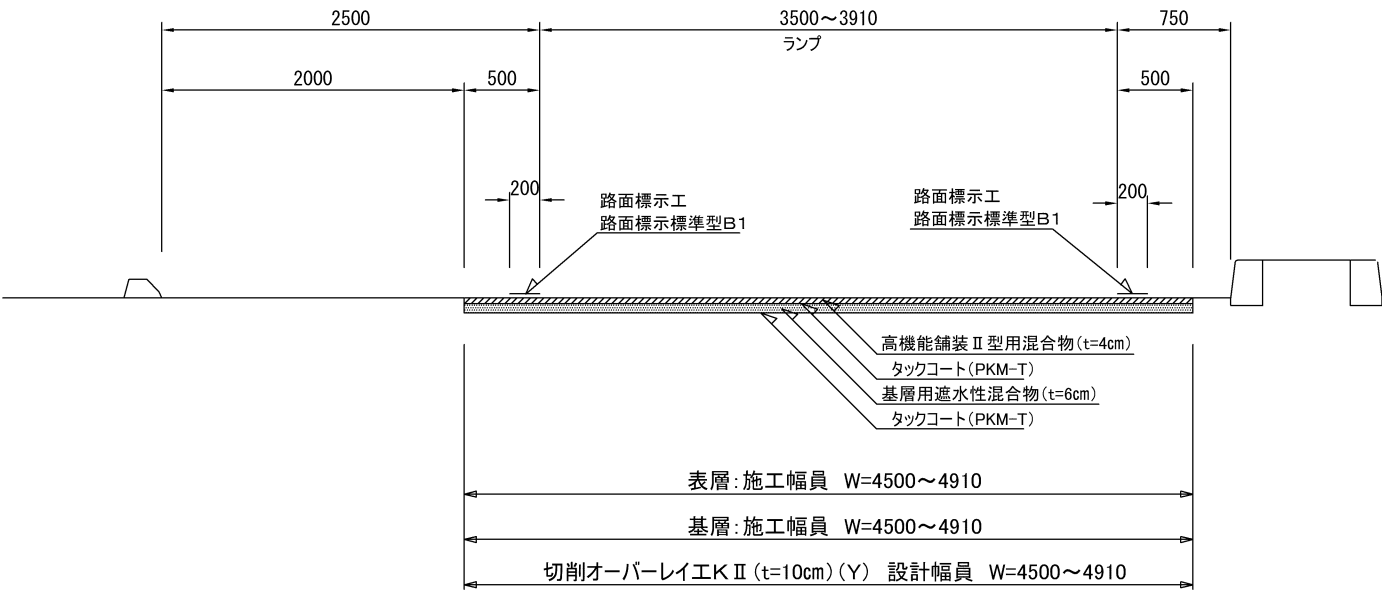 2500
3500～3910
750
ランプ
2000
500
500
200
路面標示工
路面標示標準型B1
200
路面標示工
路面標示標準型B1
高機能舗装Ⅱ型用混合物(t=4cm)
タックコート(PKM-T)
基層用遮水性混合物(t=6cm)
タックコート(PKM-T)
表層:施工幅員 W=4500～4910
基層:施工幅員 W=4500～4910
切削オーバーレイ工KⅡ(t=10cm)(Y) 設計幅員 W=4500～4910